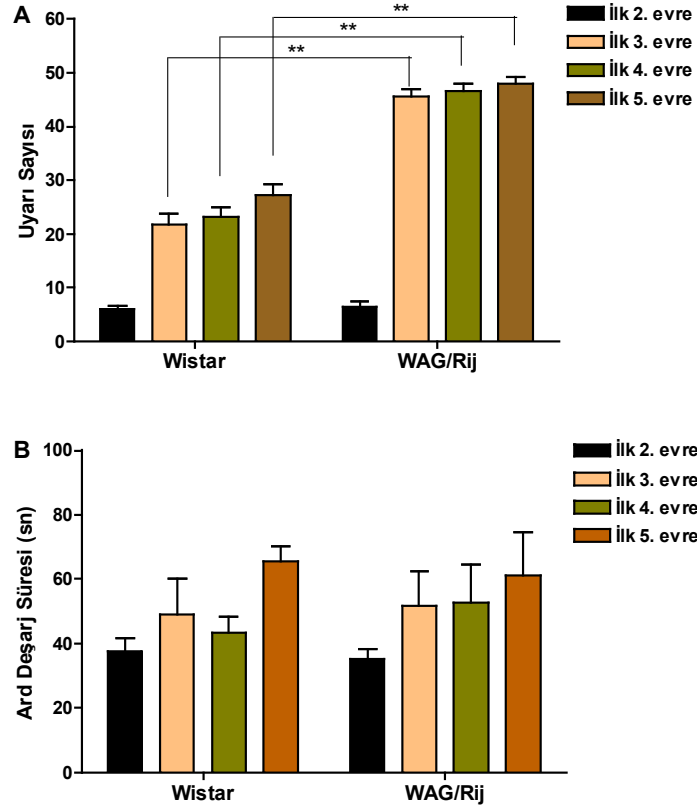 A
60
50
40
30
20
10
0
Uyarı Sayısı
**
**
**
Wistar
WAG/Rij
İlk 2. evre
İlk 3. evre
İlk 4. evre
İlk 5. evre
B
100
80
60
40
20
0
Ard Deşarj Süresi (sn)
Wistar
WAG/Rij
İlk 2. evre
İlk 3. evre
İlk 4. evre
İlk 5. evre